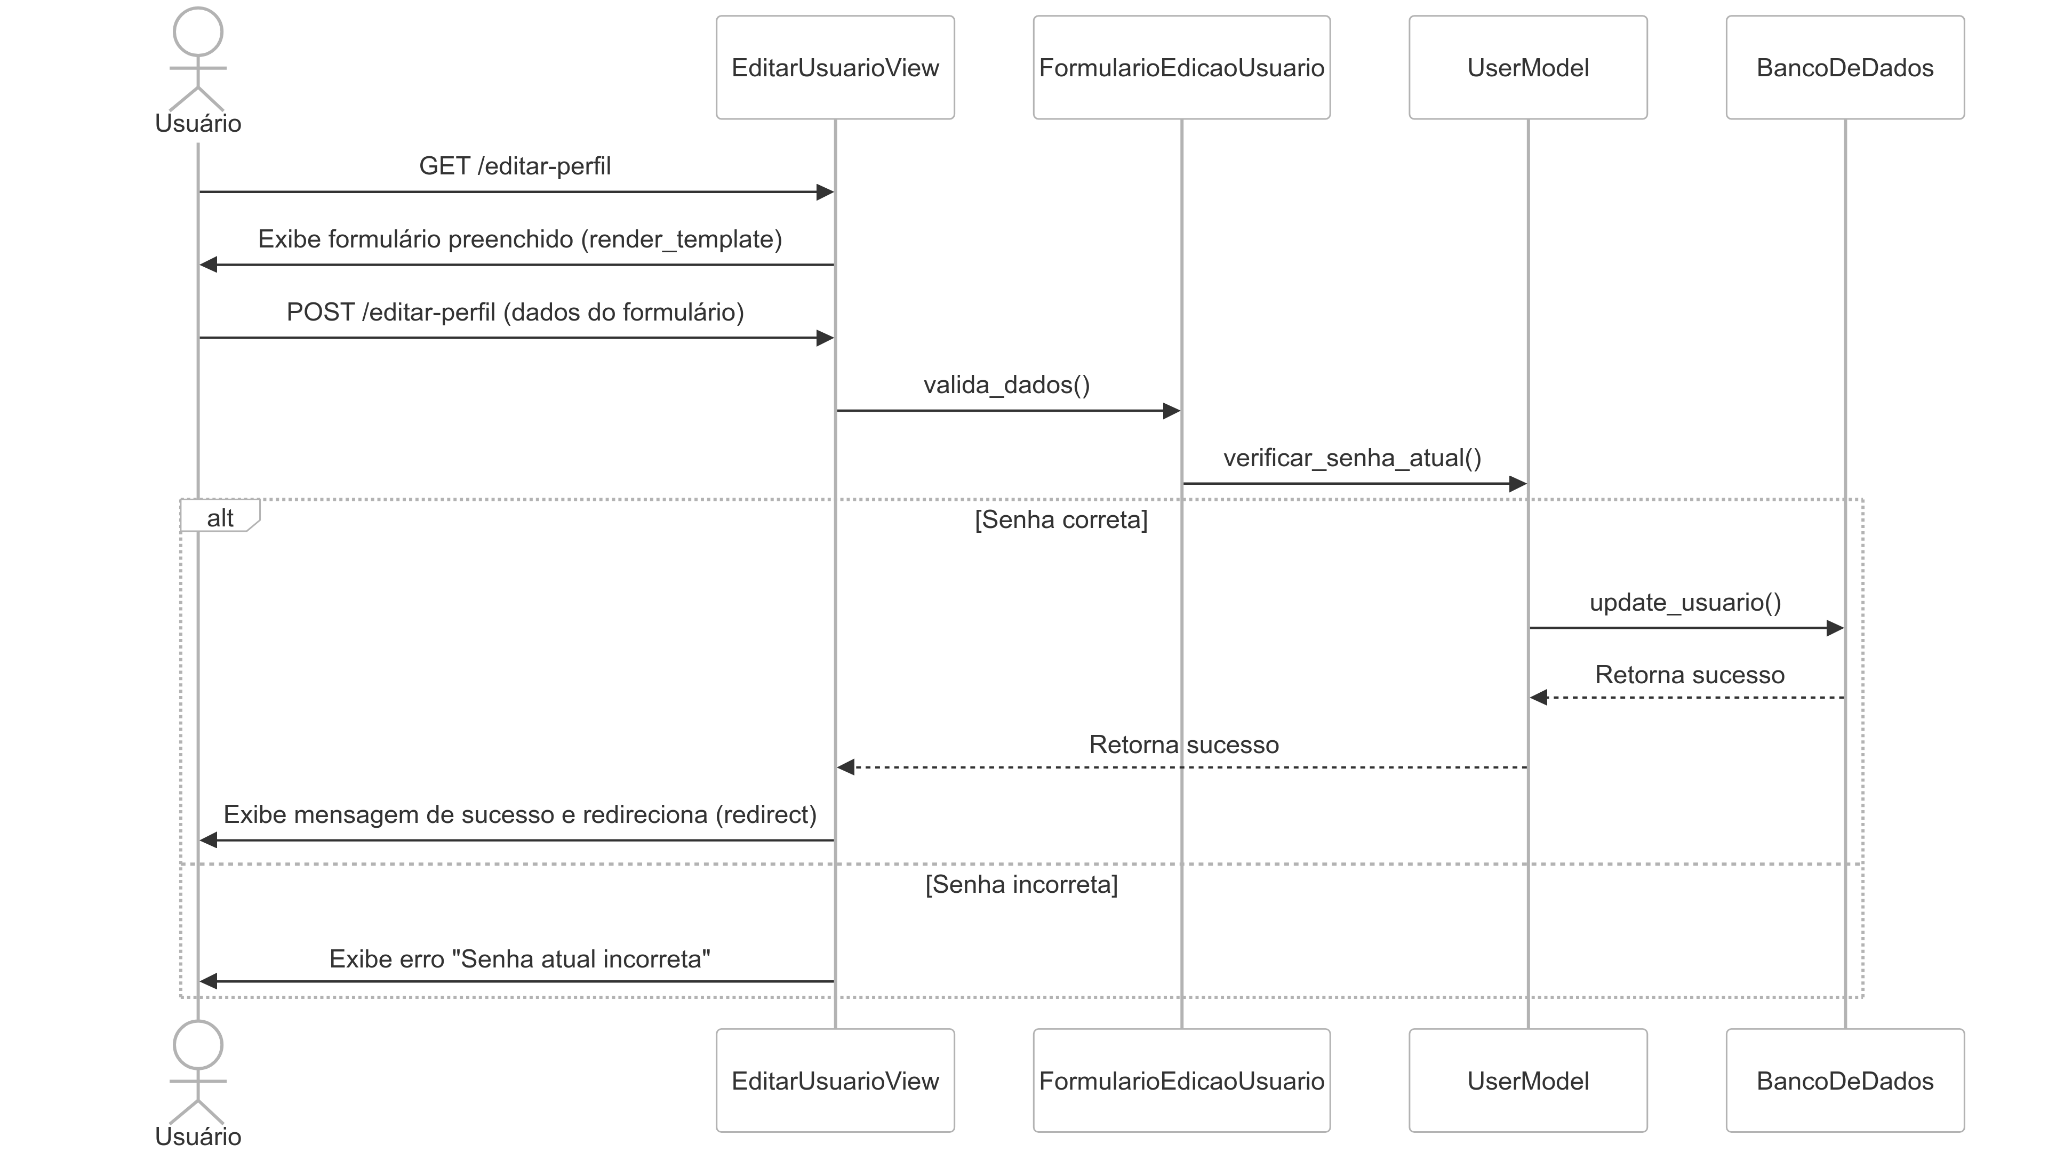 Usuário
EditarUsuarioView
FormularioEdicaoUsuario
UserModel
BancoDeDados
GET /editar-perfil
Exibe formulário preenchido (render_template)
POST /editar-perfil (dados do formulário)
valida_dados()
verificar_senha_atual()
alt
[Senha correta]
update_usuario()
Retorna sucesso
Retorna sucesso
Exibe mensagem de sucesso e redireciona (redirect)
[Senha incorreta]
Exibe erro "Senha atual incorreta"
Usuário
EditarUsuarioView
FormularioEdicaoUsuario
UserModel
BancoDeDados